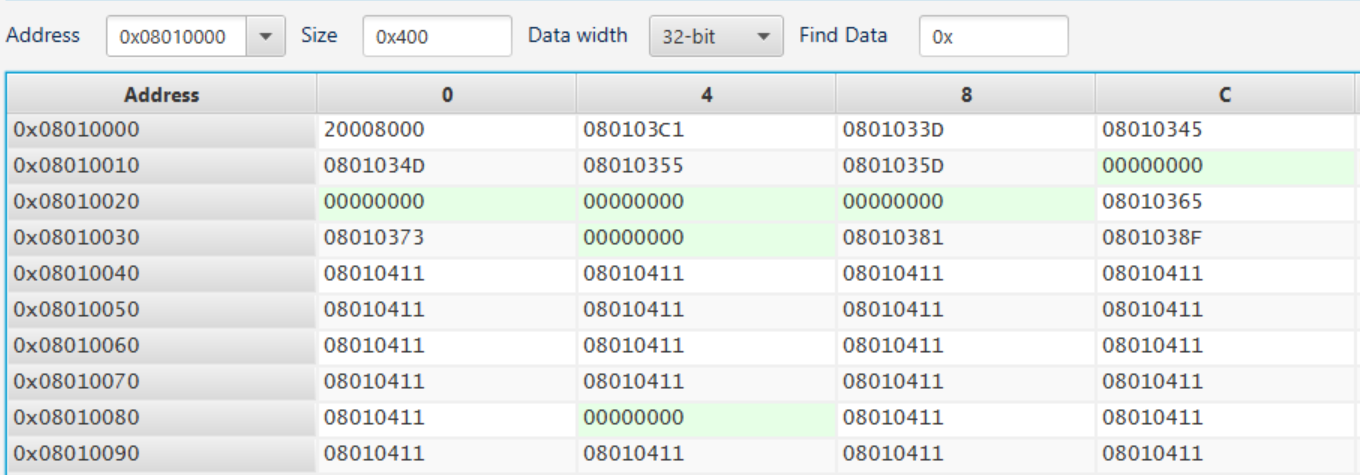 Address 0x08010000 Size 0x400 Data width 32-bit Find Data 0x
Address 0 4 8 C
0x08010000 20008000 080103C1 0801033D 08010345
0x08010010 0801034D 08010355 0801035D 00000000
0x08010020 00000000 00000000 00000000 08010365
0x08010030 08010373 00000000 08010381 0801038F
0x08010040 08010411 08010411 08010411 08010411
0x08010050 08010411 08010411 08010411 08010411
0x08010060 08010411 08010411 08010411 08010411
0x08010070 08010411 08010411 08010411 08010411
0x08010080 08010411 00000000 08010411 08010411
0x08010090 08010411 08010411 08010411 08010411